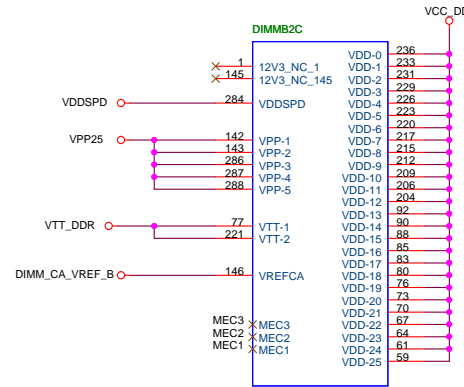 VCC_DD
DIMMB2C
1 12V3_NC_1 VDD-0 236
145 12V3_NC_145 VDD-1 233
VDD-2 231
VDD-3 229
VDDSPD 284 VDDSPD VDD-4 226
VDD-5 223
VDD-6 220
VPP25 142 VPP-1 VDD-7 217
143 VPP-2 VDD-8 215
286 VPP-3 VDD-9 212
287 VPP-4 VDD-10 209
288 VPP-5 VDD-11 206
VDD-12 204
VDD-13 92
VTT_DDR 77 VTT-1 VDD-14 90
221 VTT-2 VDD-15 88
VDD-16 85
VDD-17 83
DIMM_CA_VREF_B 146 VREFCA VDD-18 80
VDD-19 76
VDD-20 73
VDD-21 70
MEC3 MEC3 VDD-22 67
MEC2 MEC2 VDD-23 64
MEC1 MEC1 VDD-24 61
VDD-25 59